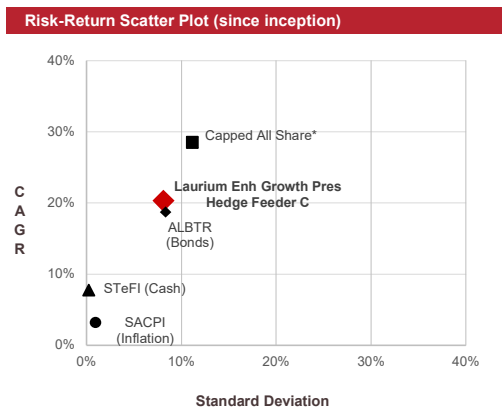 Risk-Return Scatter Plot (since inception)
40%
30%
20%
10%
0%
C
A
G
R
Capped All Share*
Laurium Enh Growth Pres
Hedge Feeder C
ALBTR
(Bonds)
STeFI (Cash)
SACPI
(Inflation)
0%
10%
20%
30%
40%
Standard Deviation